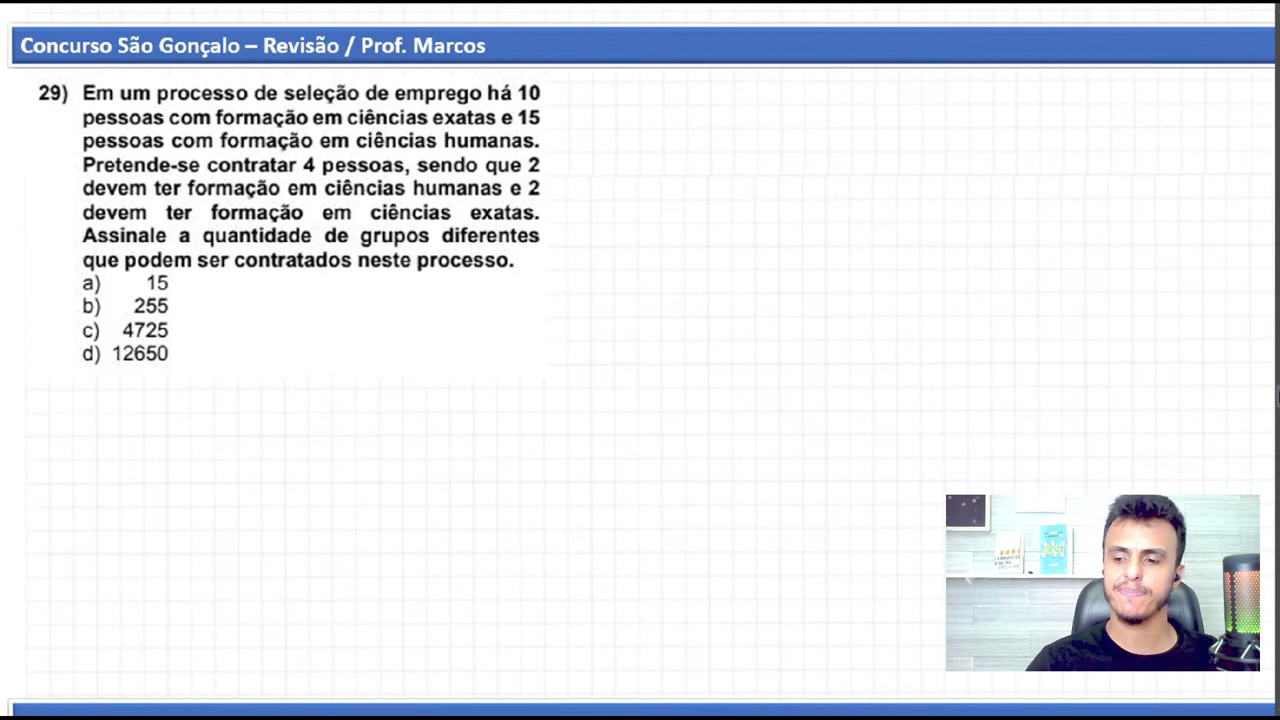 Concurso São Gonçalo – Revisão / Prof. Marcos
29) Em um processo de seleção de emprego há 10
pessoas com formação em ciências exatas e 15
pessoas com formação em ciências humanas.
Pretende-se contratar 4 pessoas, sendo que 2
devem ter formação em ciências humanas e 2
devem ter formação em ciências exatas.
Assinale a quantidade de grupos diferentes
que podem ser contratados neste processo.
a) 15
b) 255
c) 4725
d) 12650